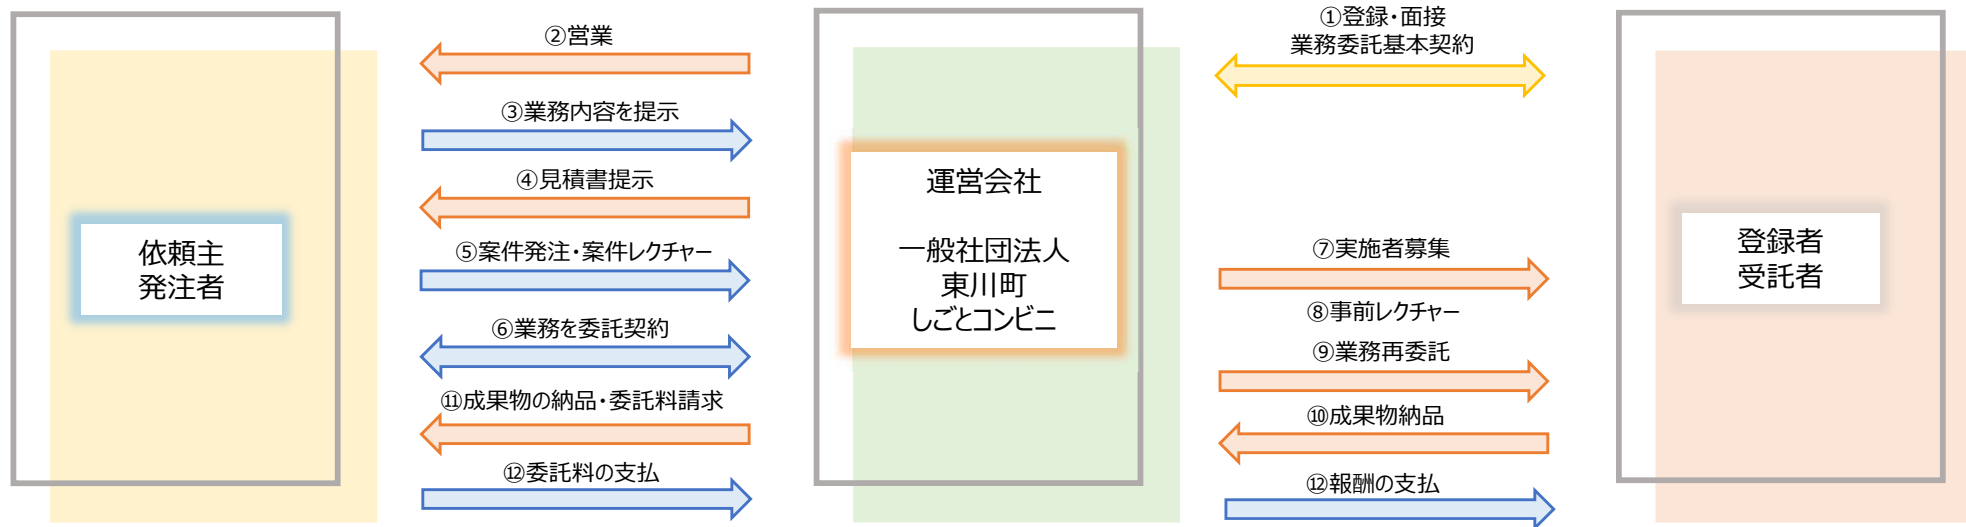 ②営業
③業務内容を提示
④見積書提示
⑤案件発注・案件レクチャー
⑥業務を委託契約
⑪成果物の納品・委託料請求
⑫委託料の支払
依頼主
発注者
運営会社
一般社団法人
東川町
しごとコンビニ
①登録・面接
業務委託基本契約
⑦実施者募集
⑧事前レクチャー
⑨業務再委託
⑩成果物納品
⑫報酬の支払
登録者
受託者